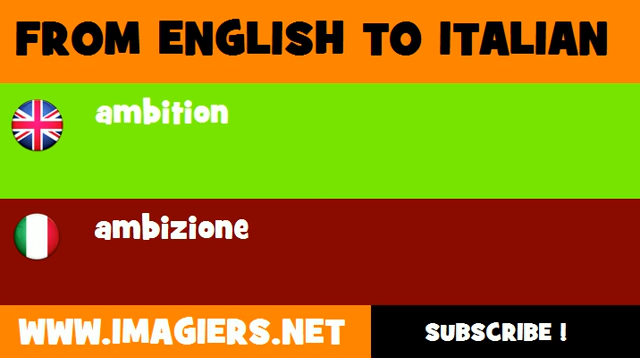 FROM ENGLISH TO ITALIAN
ambition
ambizione
WWW.IMAGIERS.NET
SUBSCRIBE !